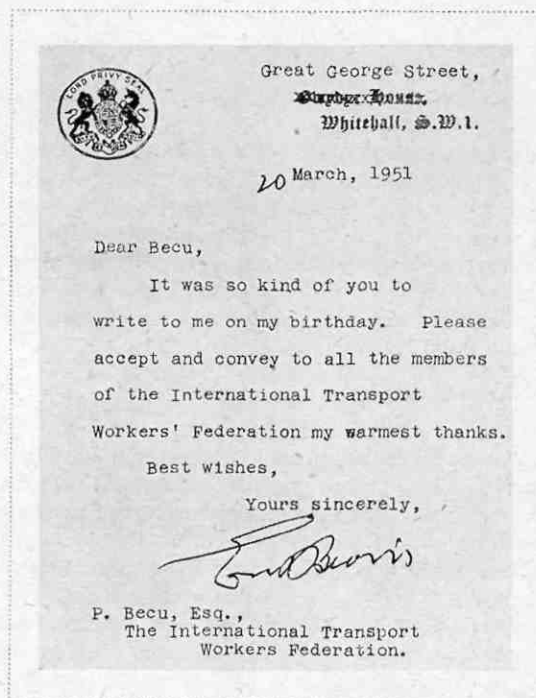 LORD PRIVY SEAL
Great George Street,
Whitehall, S.W.1.
20 March, 1951
Dear Becu,
It was so kind of you to
write to me on my birthday. Please
accept and convey to all the members
of the International Transport
Workers' Federation my warmest thanks.
Best wishes,
Yours sincerely,
P. Becu, Esq.,
The International Transport
Workers Federation.